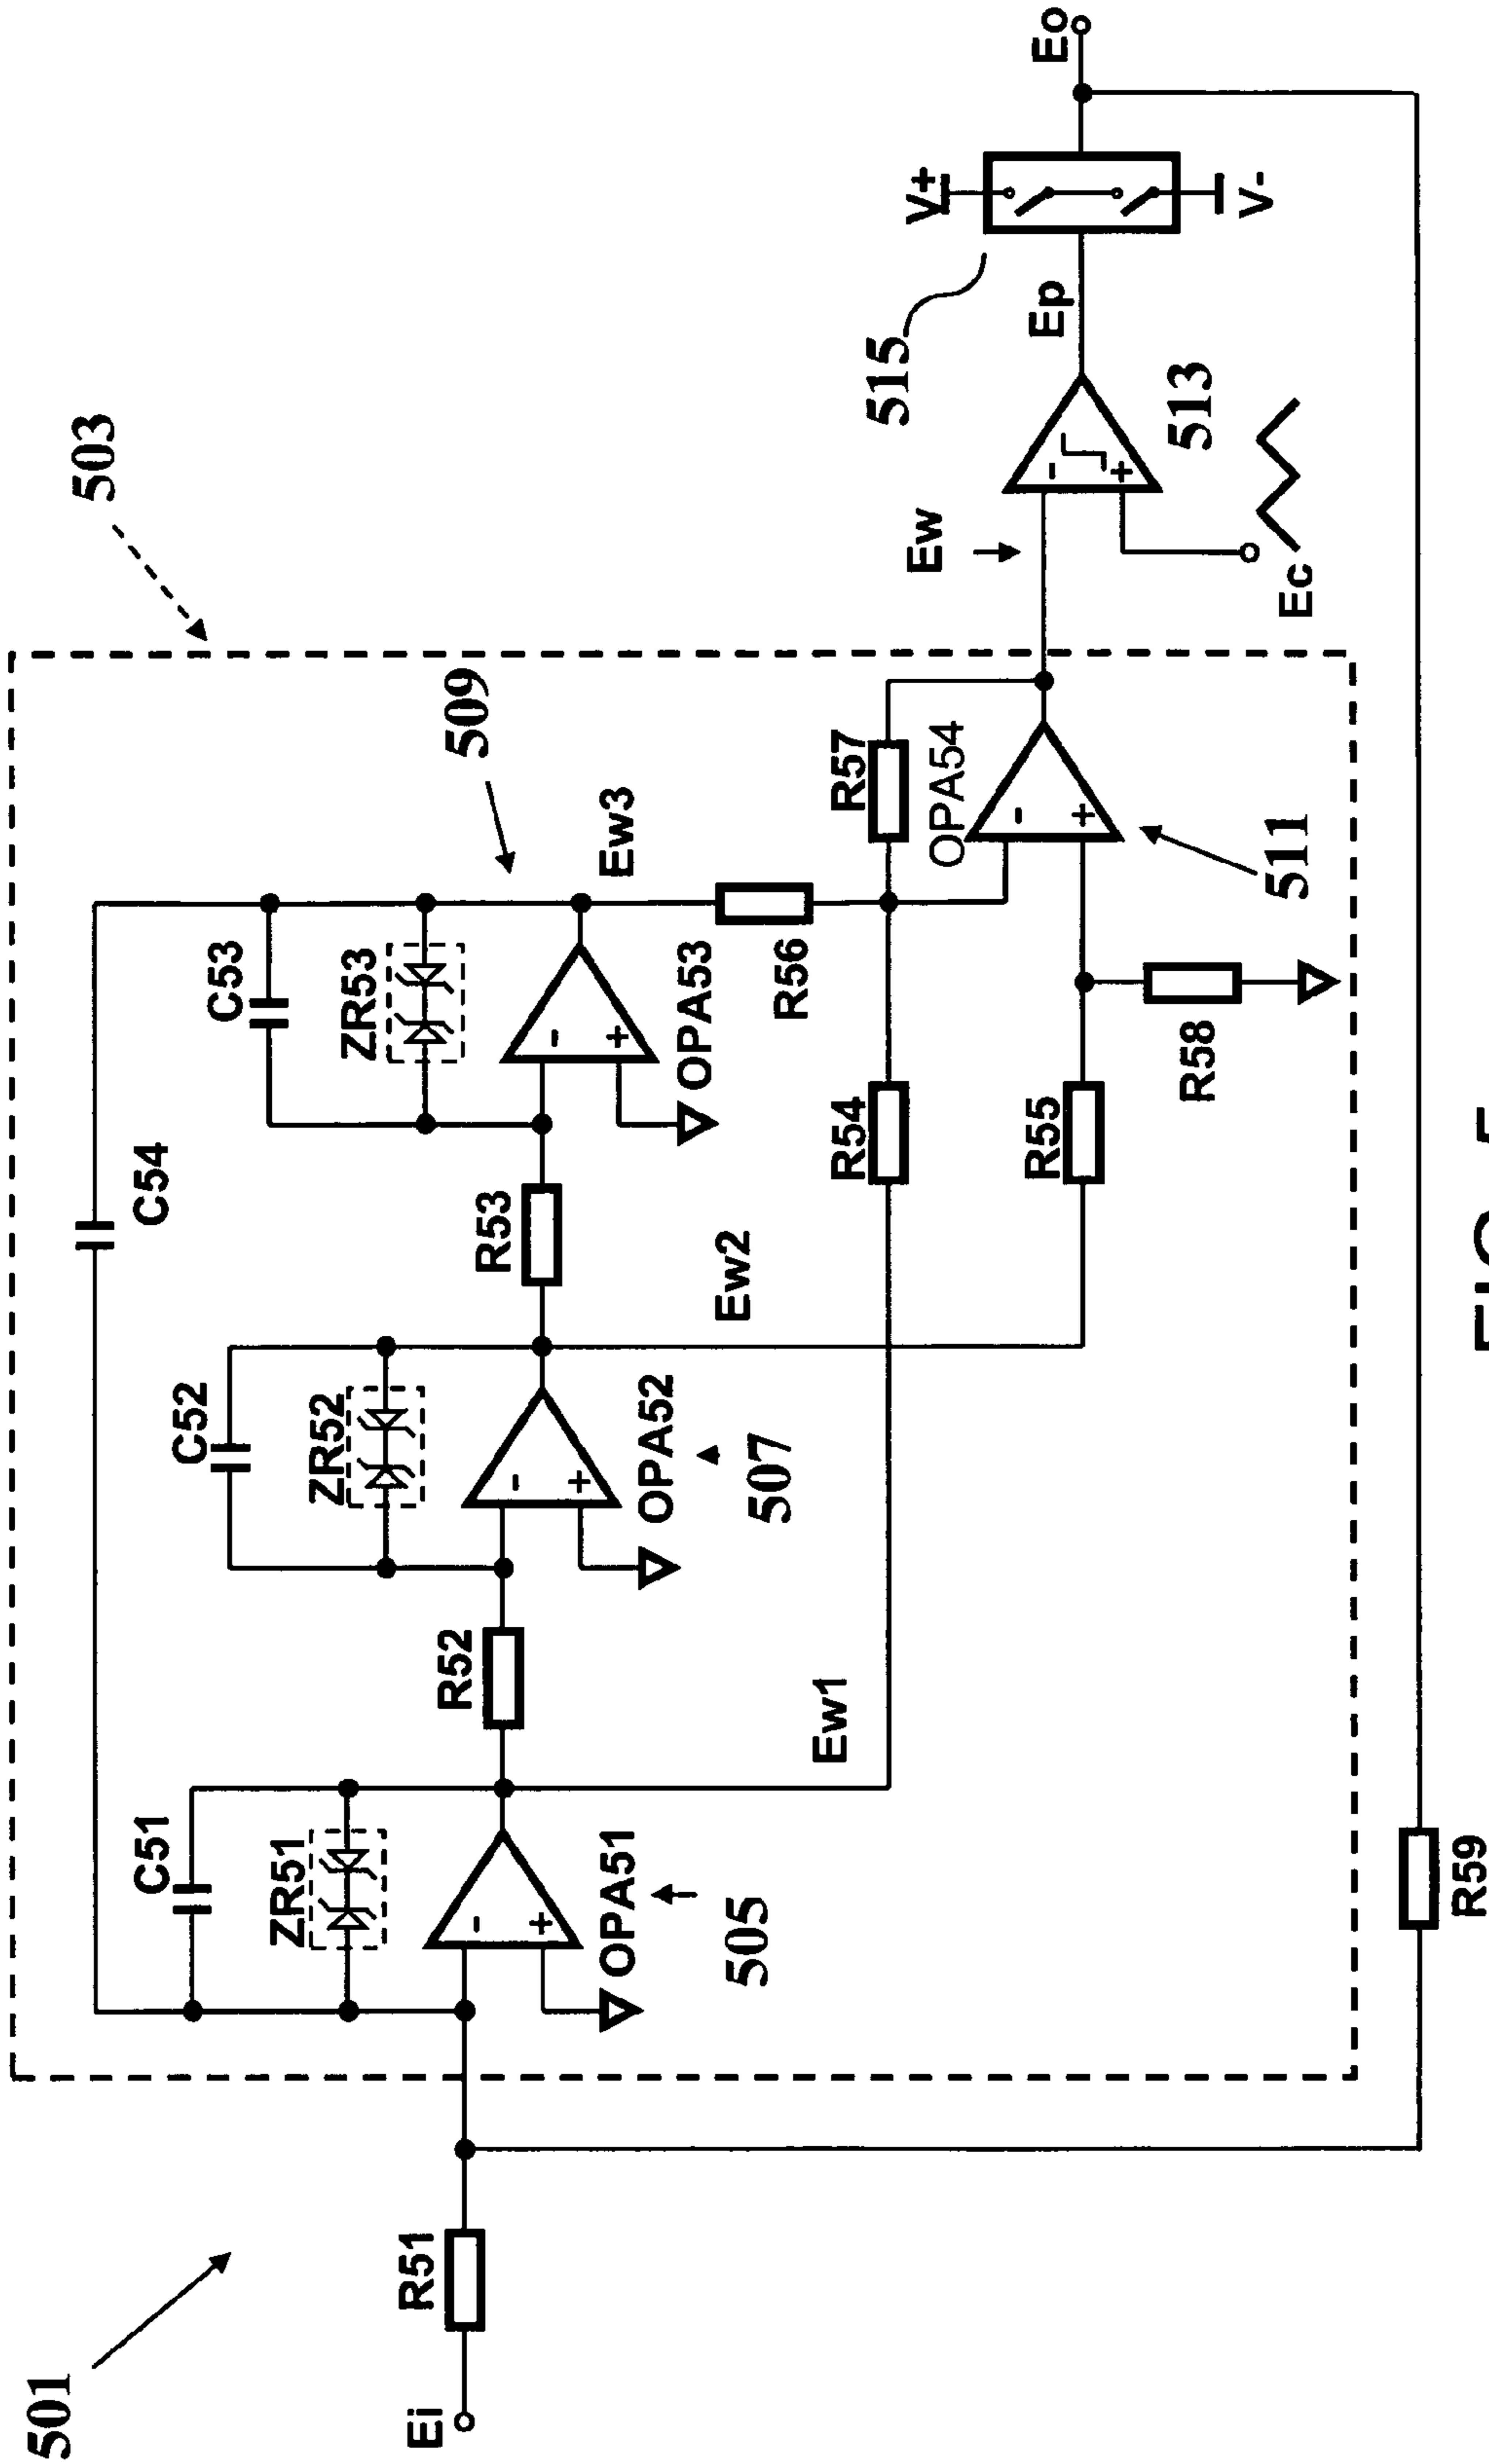 501
503
Ei
R51
C51
ZR51
OPA51
505
R52
Ew1
C52
ZR52
OPA52
507
C54
R53
Ew2
C53
ZR53
OPA53
509
Ew3
R54
R55
R56
R57
R58
OPA54
511
Ew
Ec
513
Ep
515
V+
V-
Eo
R59
-
+
-
+
-
+
-
+
-
+